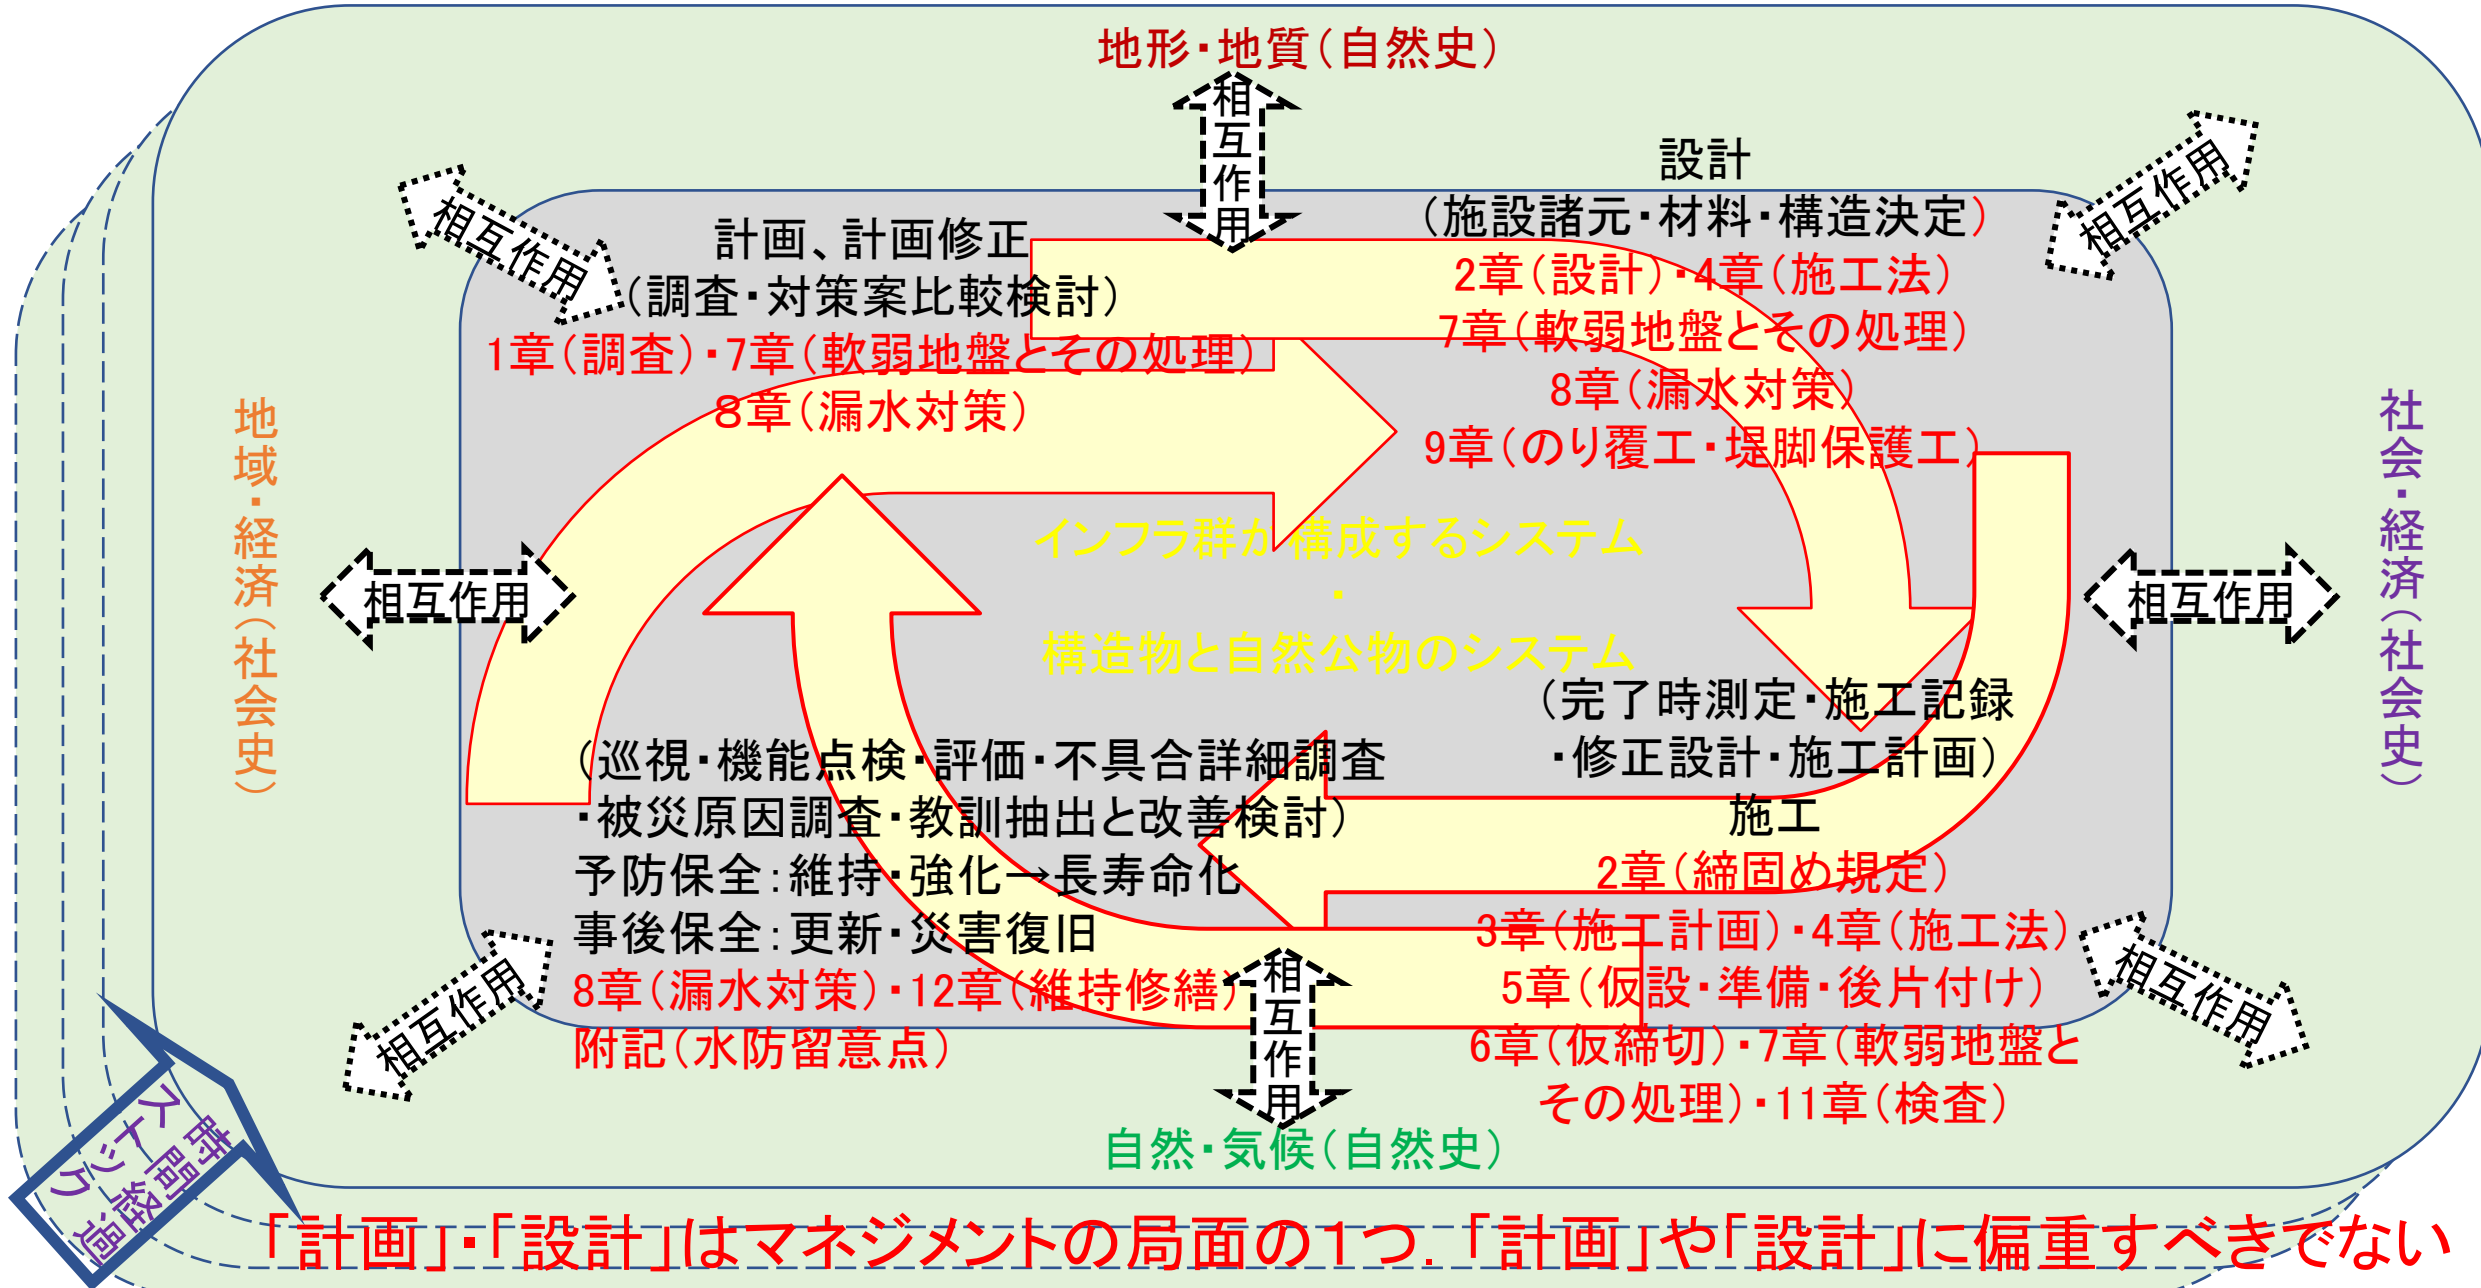 地形・地質（自然史）
相互作用
相互作用
相互作用
計画、計画修正
（調査・対策案比較検討）
1章（調査）・7章（軟弱地盤とその処理）
８章（漏水対策）
設計
（施設諸元・材料・構造決定）
2章（設計）・4章（施工法）
7章（軟弱地盤とその処理）
8章（漏水対策）
9章（のり覆工・堤脚保護工）
地域・経済（社会史）
相互作用
インフラ群が構成するシステム
・
構造物と自然公物のシステム
相互作用
社会・経済（社会史）
（巡視・機能点検・評価・不具合詳細調査
・被災原因調査・教訓抽出と改善検討）
予防保全：維持・強化→長寿命化
事後保全：更新・災害復旧
8章（漏水対策）・12章（維持修繕）
附記（水防留意点）
（完了時測定・施工記録
・修正設計・施工計画）
施工
2章（締固め規定）
3章（施工計画）・4章（施工法）
5章（仮設・準備・後片付け）
6章（仮締切）・7章（軟弱地盤と
その処理）・11章（検査）
相互作用
相互作用
相互作用
自然・気候（自然史）
時間経過
ストック
「計画」・「設計」はマネジメントの局面の１つ．「計画」や「設計」に偏重すべきでない